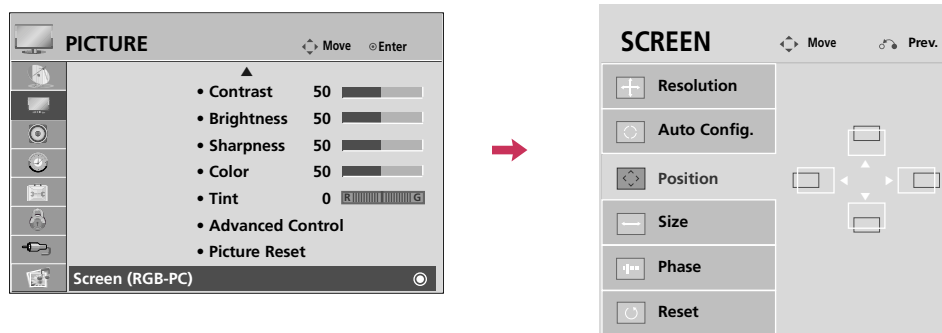 PICTURE Move Enter
• Contrast 50
• Brightness 50
• Sharpness 50
• Color 50
• Tint 0 R G
• Advanced Control
• Picture Reset
Screen (RGB-PC)
SCREEN Move Prev.
Resolution
Auto Config.
Position
Size
Phase
Reset